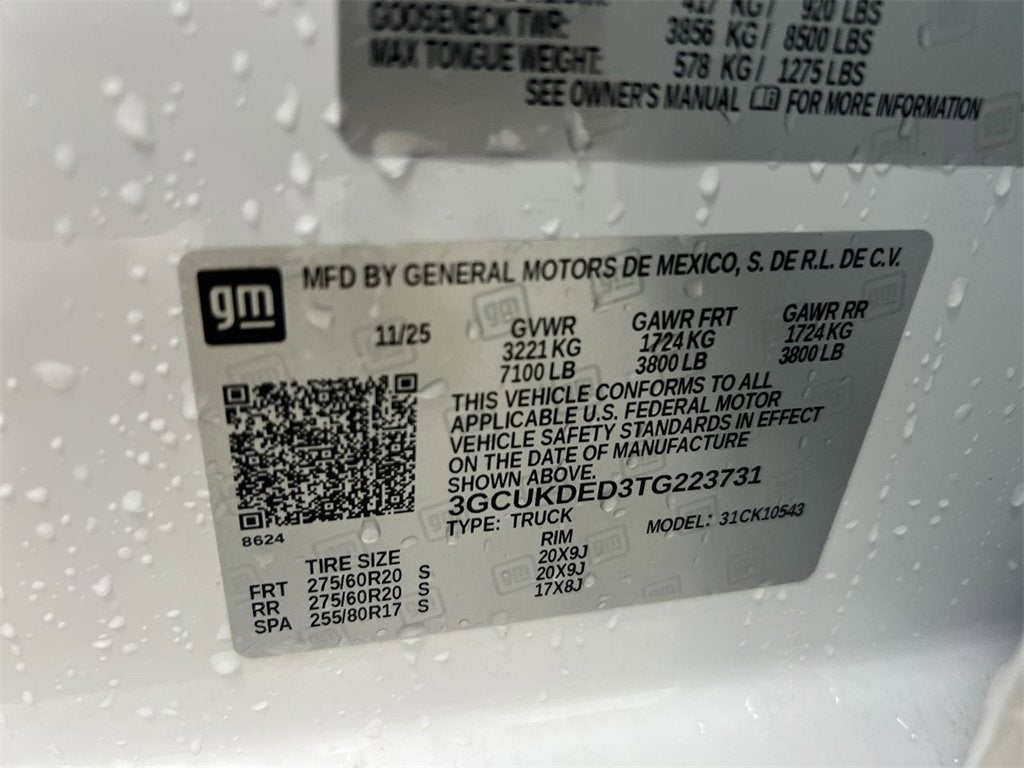 417 KG / 920 LBS
GOOSENECK TWR: 3856 KG / 8500 LBS
MAX TONGUE WEIGHT: 578 KG / 1275 LBS
SEE OWNER'S MANUAL FOR MORE INFORMATION
gm
MFD BY GENERAL MOTORS DE MEXICO, S. DE R.L. DE C.V.
11/25 GVWR GAWR FRT GAWR RR
3221 KG 1724 KG 1724 KG
7100 LB 3800 LB 3800 LB
THIS VEHICLE CONFORMS TO ALL
APPLICABLE U.S. FEDERAL MOTOR
VEHICLE SAFETY STANDARDS IN EFFECT
ON THE DATE OF MANUFACTURE
SHOWN ABOVE.
3GCUKDED3TG223731
TYPE: TRUCK MODEL: 31CK10543
8624
TIRE SIZE RIM
FRT 275/60R20 S 20X9J
RR 275/60R20 S 20X9J
SPA 255/80R17 S 17X8J